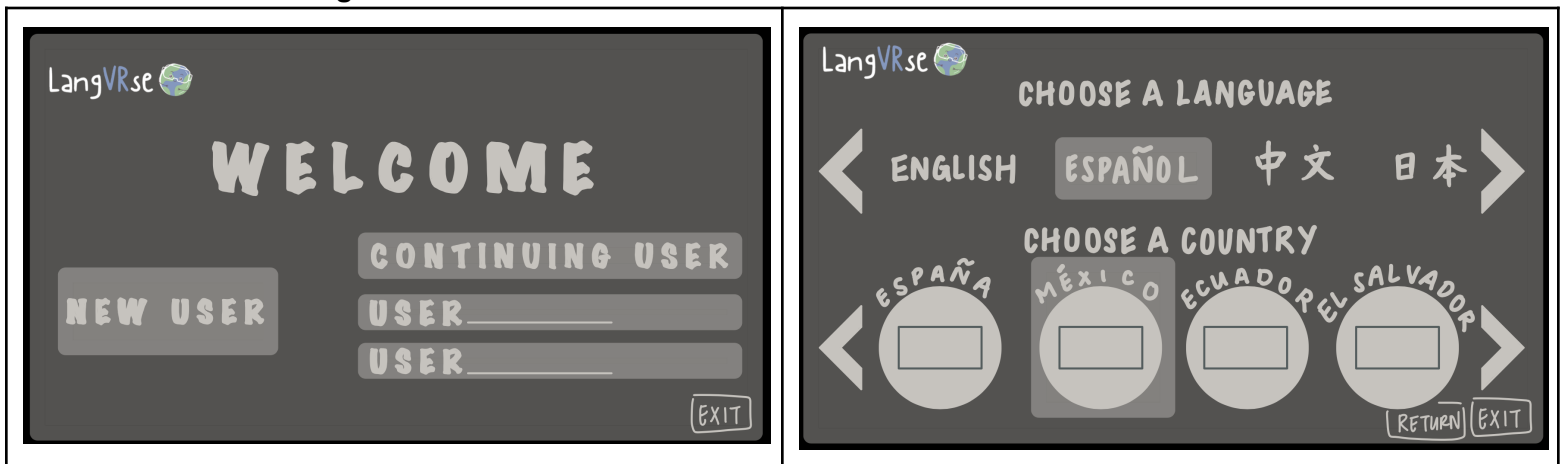 LangVRse
WELCOME
NEW USER
CONTINUING USER
USER
USER
EXIT
LangVRse
CHOOSE A LANGUAGE
ENGLISH ESPAÑOL 中文 日本
CHOOSE A COUNTRY
ESPAÑA MÉXICO ECUADOR EL SALVADOR
RETURN EXIT